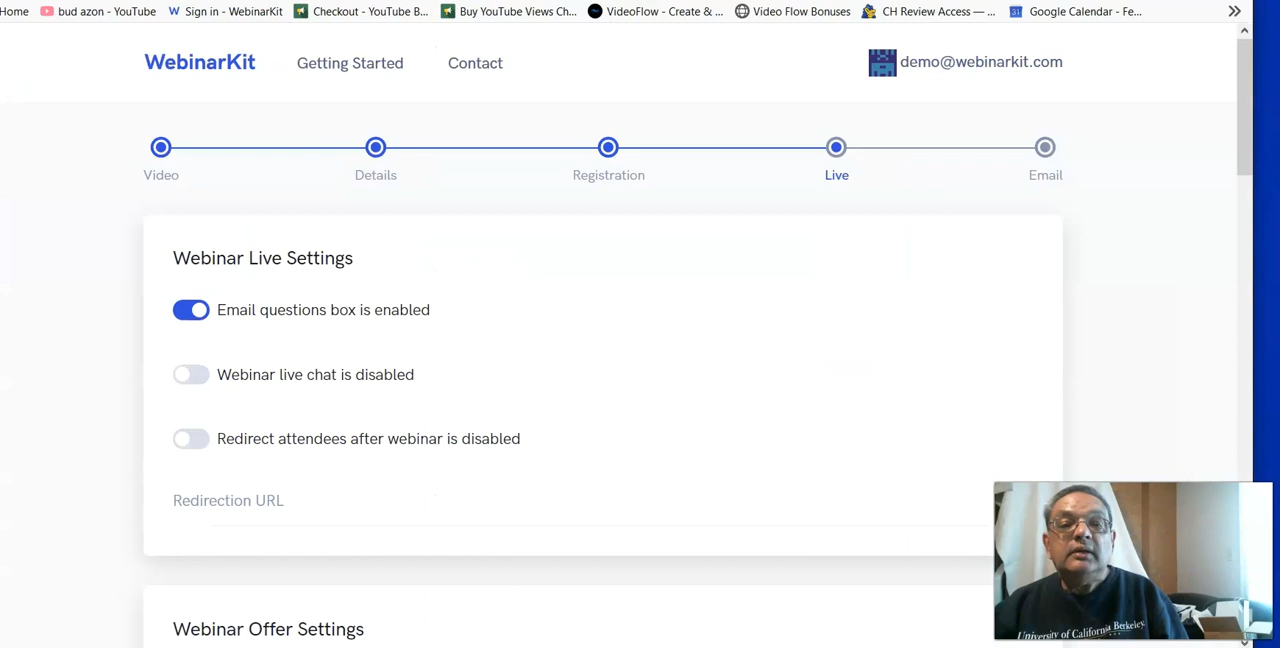 Home bud azon - YouTube Sign in - WebinarKit Checkout - YouTube B... Buy YouTube Views Ch... VideoFlow - Create & ... Video Flow Bonuses CH Review Access — ... 31 Google Calendar - Fe...
WebinarKit Getting Started Contact demo@webinarkit.com
Video Details Registration Live Email
Webinar Live Settings
Email questions box is enabled
Webinar live chat is disabled
Redirect attendees after webinar is disabled
Redirection URL
Webinar Offer Settings
University of California Berkeley